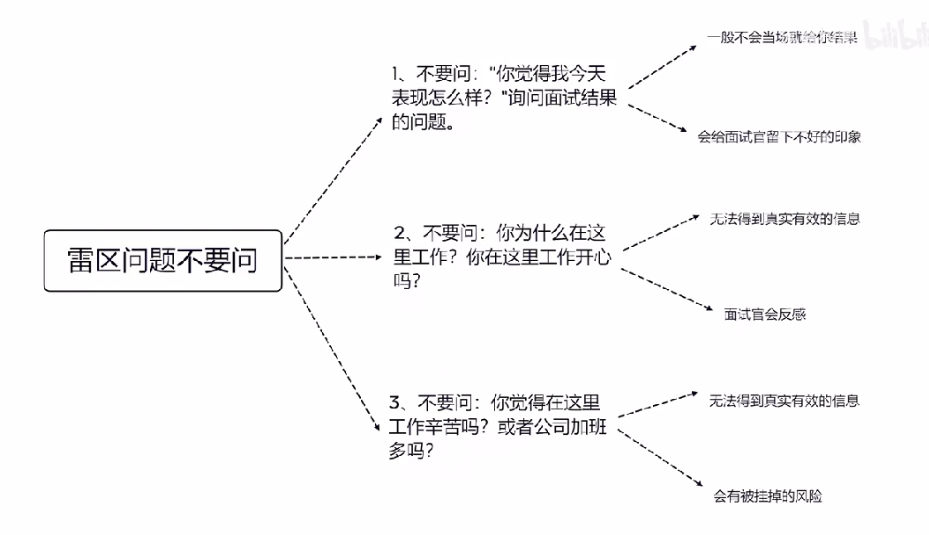 雷区问题不要问
1、不要问："你觉得我今天
表现怎么样？"询问面试结果
的问题。
一般不会当场就给你结果
会给面试官留下不好的印象
2、不要问：你为什么在这
里工作？你在这里工作开心
吗？
无法得到真实有效的信息
面试官会反感
3、不要问：你觉得在这里
工作辛苦吗？或者公司加班
多吗？
无法得到真实有效的信息
会有被挂掉的风险